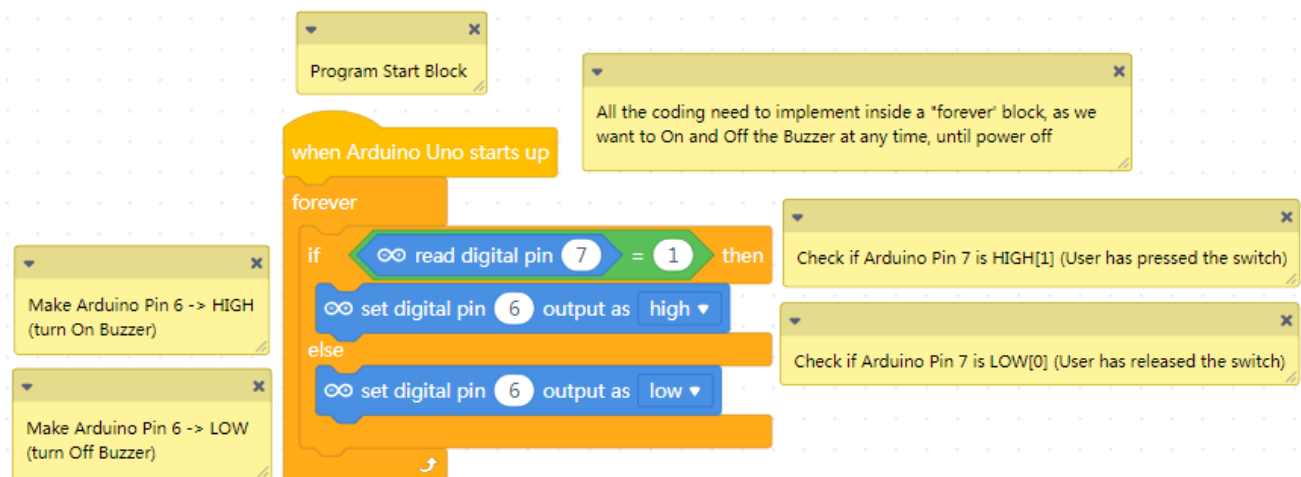 Program Start Block
All the coding need to implement inside a "forever' block, as we
want to On and Off the Buzzer at any time, until power off
when Arduino Uno starts up
forever
if read digital pin 7 = 1 then
Check if Arduino Pin 7 is HIGH[1] (User has pressed the switch)
Make Arduino Pin 6 -> HIGH
(turn On Buzzer)
set digital pin 6 output as high
else
Check if Arduino Pin 7 is LOW[0] (User has released the switch)
set digital pin 6 output as low
Make Arduino Pin 6 -> LOW
(turn Off Buzzer)